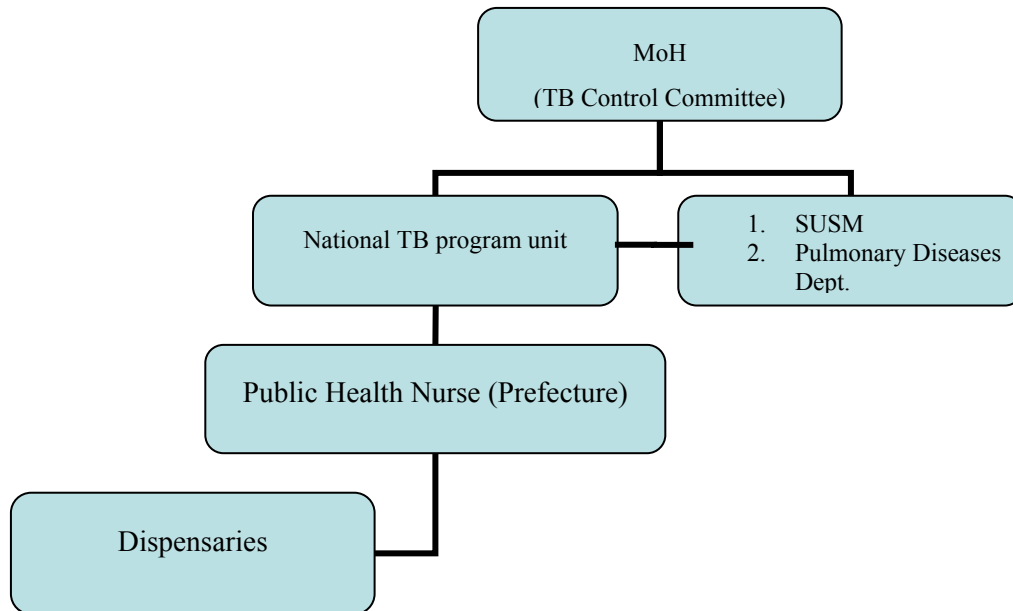 MoH
(TB Control Committee)
National TB program unit
1. SUSM
2. Pulmonary Diseases
Dept.
Public Health Nurse (Prefecture)
Dispensaries